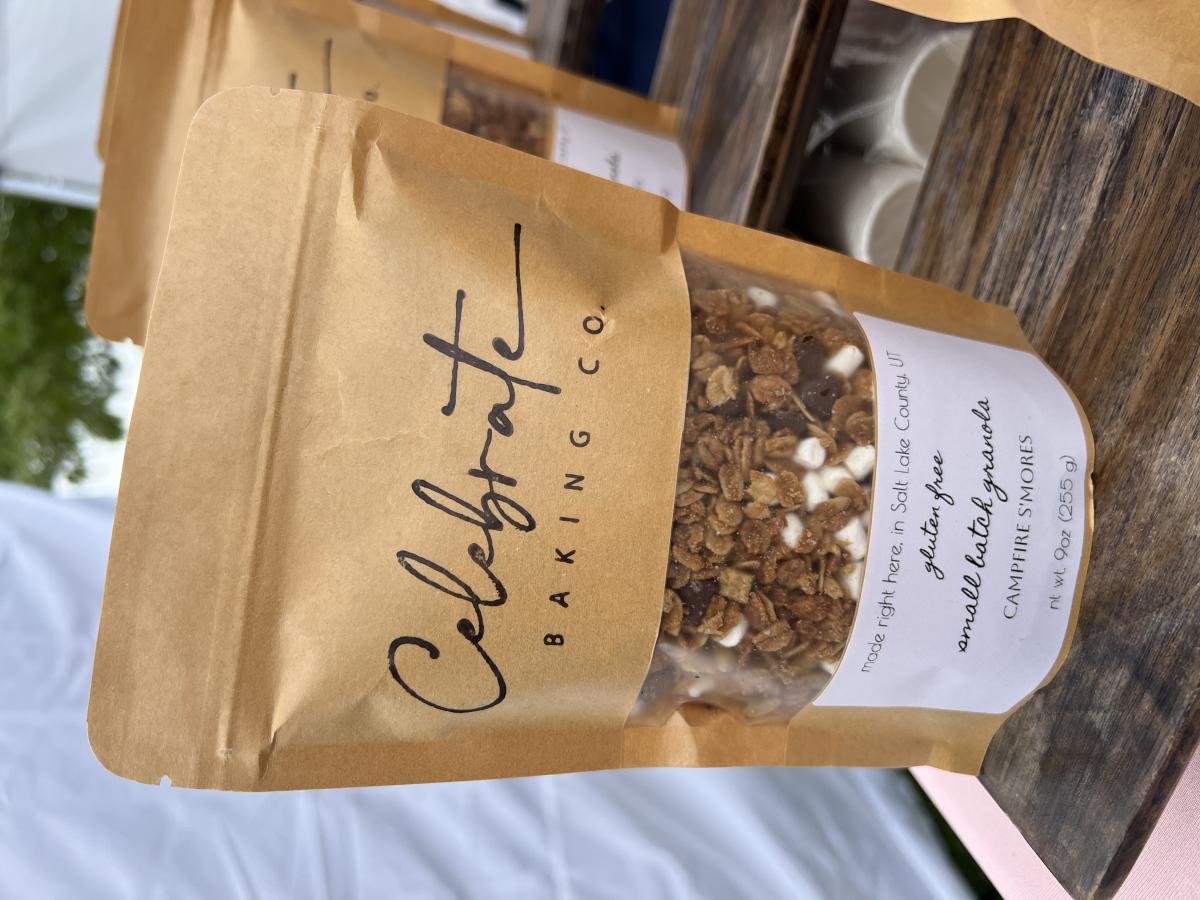 Celebrate
BAKING CO.
made right here, in Salt Lake County, UT
gluten free
small batch granola
CAMPFIRE S'MORES
nt wt. 9oz (255 g)